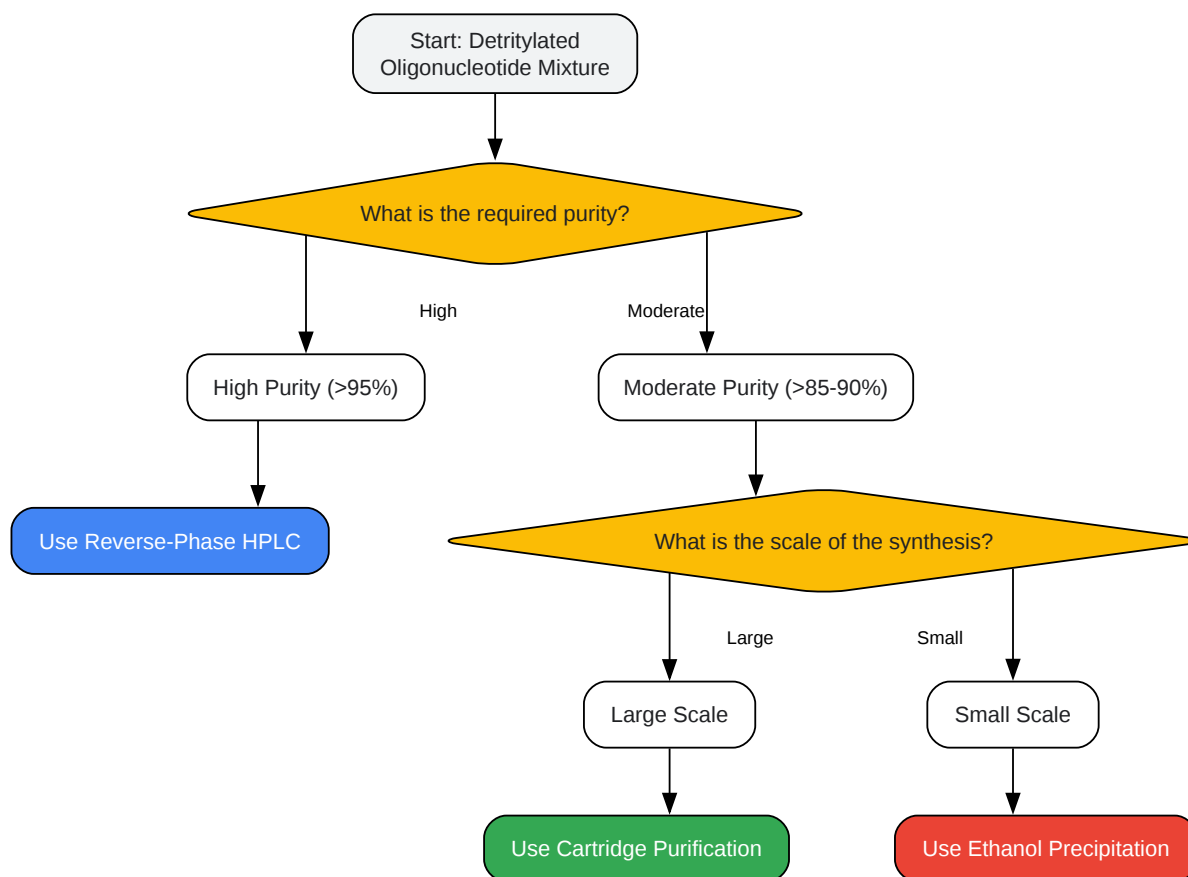 Start: Detritylated
Oligonucleotide Mixture
What is the required purity?
High
Moderate
High Purity (>95%)
Moderate Purity (>85-90%)
Use Reverse-Phase HPLC
What is the scale of the synthesis?
Large
Small
Large Scale
Small Scale
Use Cartridge Purification
Use Ethanol Precipitation